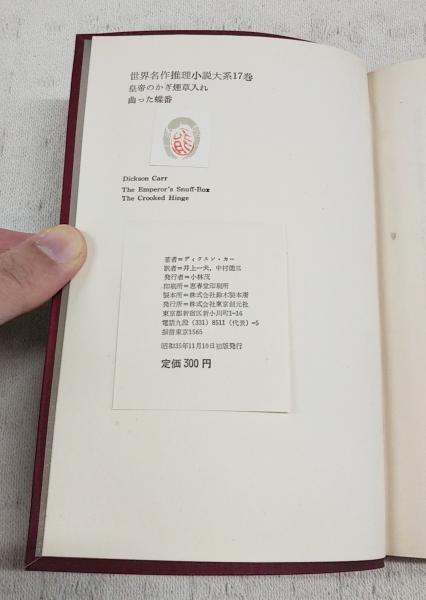 世界名作推理小説大系17巻
皇帝のかぎ煙草入れ
曲った蝶番
Dickson Carr
The Emperor's Snuff-Box
The Crooked Hinge
著者=ディクスン・カー
訳者=井上一夫, 中村能三
発行者=小林茂
印刷所=恵春堂印刷所
製本所=株式会社鈴木製本所
発行所=株式会社東京創元社
東京都新宿区新小川町1-16
電話九段(331)8511(代表)-5
振替東京1565
昭和35年11月10日初版発行
定価300円